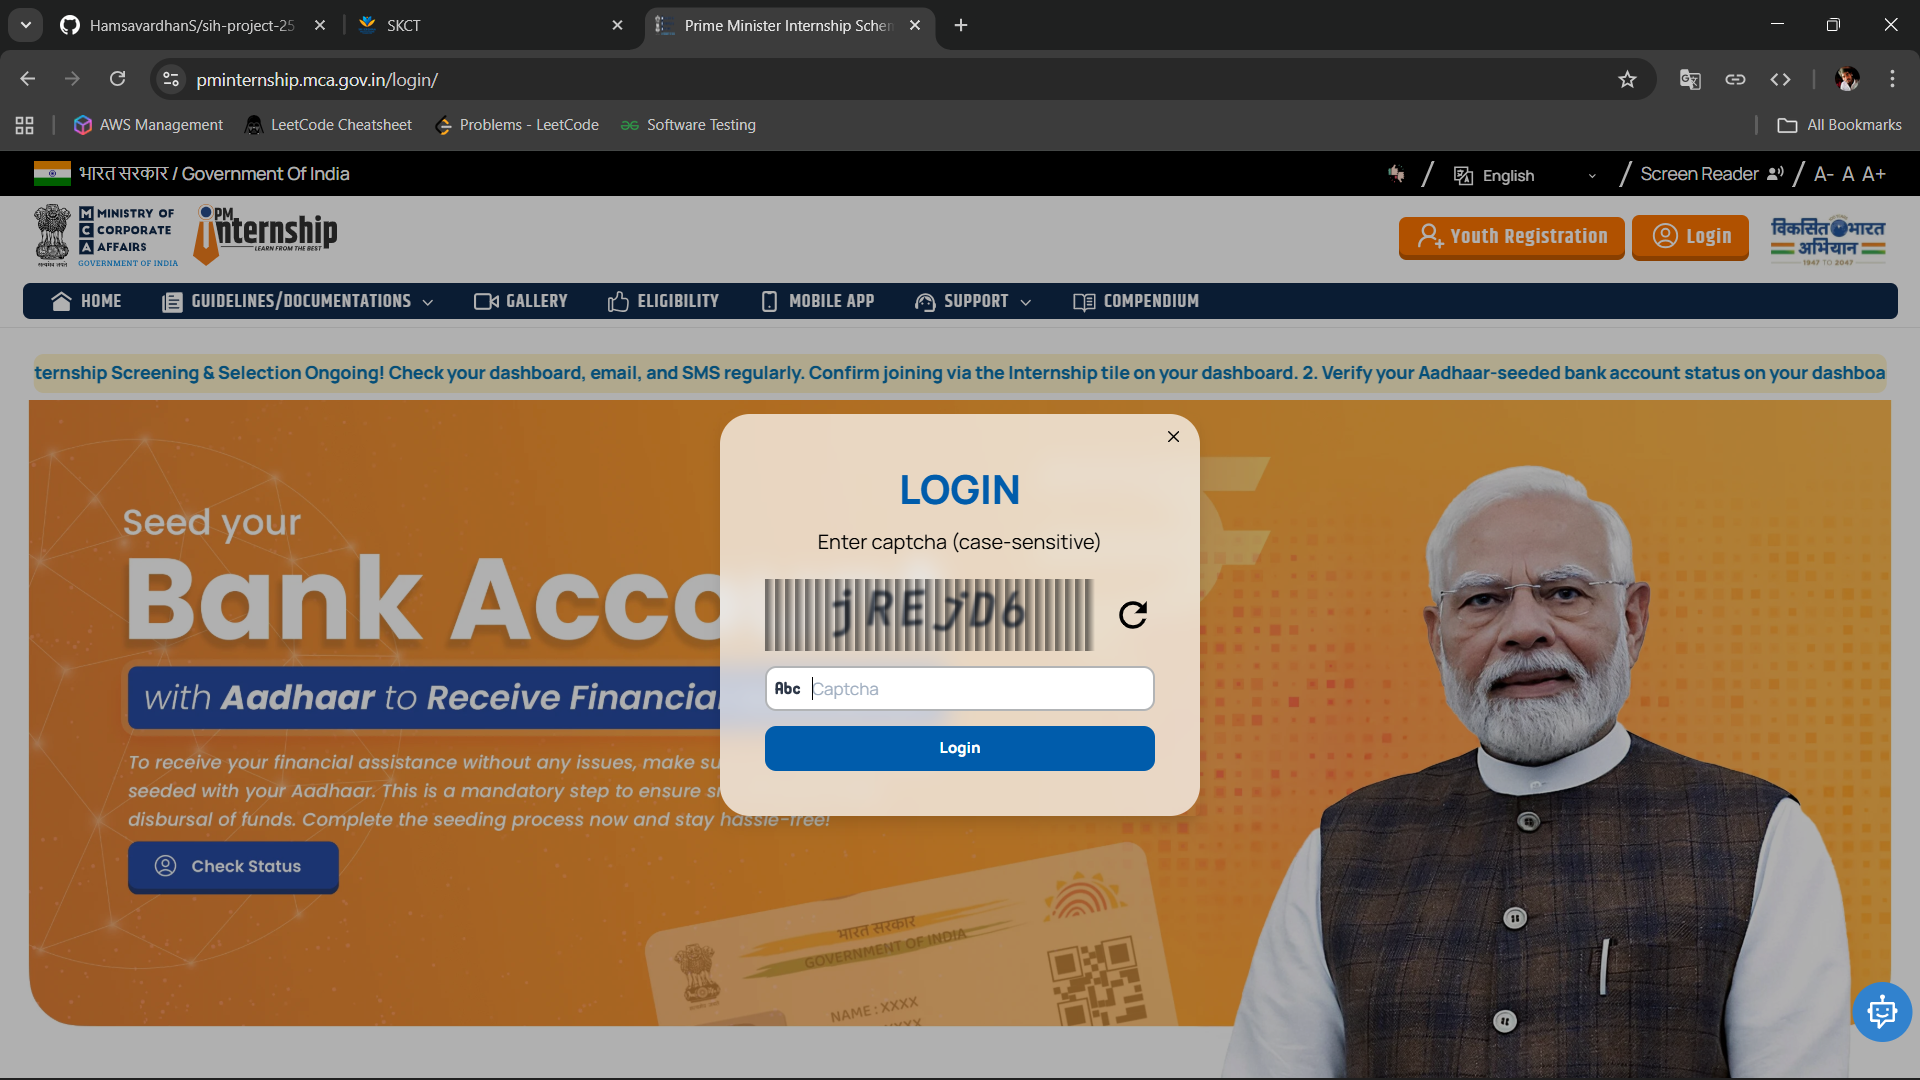 HamsavardhanS/sih-project-25
SKCT
Prime Minister Internship Schem
pminternship.mca.gov.in/login/
AWS Management
LeetCode Cheatsheet
Problems - LeetCode
Software Testing
All Bookmarks
भारत सरकार / Government Of India
English
Screen Reader
A- A A+
MINISTRY OF
CORPORATE
AFFAIRS
GOVERNMENT OF INDIA
सत्यमेव जयते
PM
internship
LEARN FROM THE BEST
Youth Registration
Login
विकसित भारत
अभियान
1947 TO 2047
HOME
GUIDELINES/DOCUMENTATIONS
GALLERY
ELIGIBILITY
MOBILE APP
SUPPORT
COMPENDIUM
ternship Screening & Selection Ongoing! Check your dashboard, email, and SMS regularly. Confirm joining via the Internship tile on your dashboard. 2. Verify your Aadhaar-seeded bank account status on your dashboa
Seed your
Bank Acco
with Aadhaar to Receive Financial
To receive your financial assistance without any issues, make su
seeded with your Aadhaar. This is a mandatory step to ensure s
disbursal of funds. Complete the seeding process now and stay hassle-free!
Check Status
LOGIN
Enter captcha (case-sensitive)
jREjD6
Abc Captcha
Login
भारत सरकार
GOVERNMENT OF INDIA
NAME : XXXX
XXXX